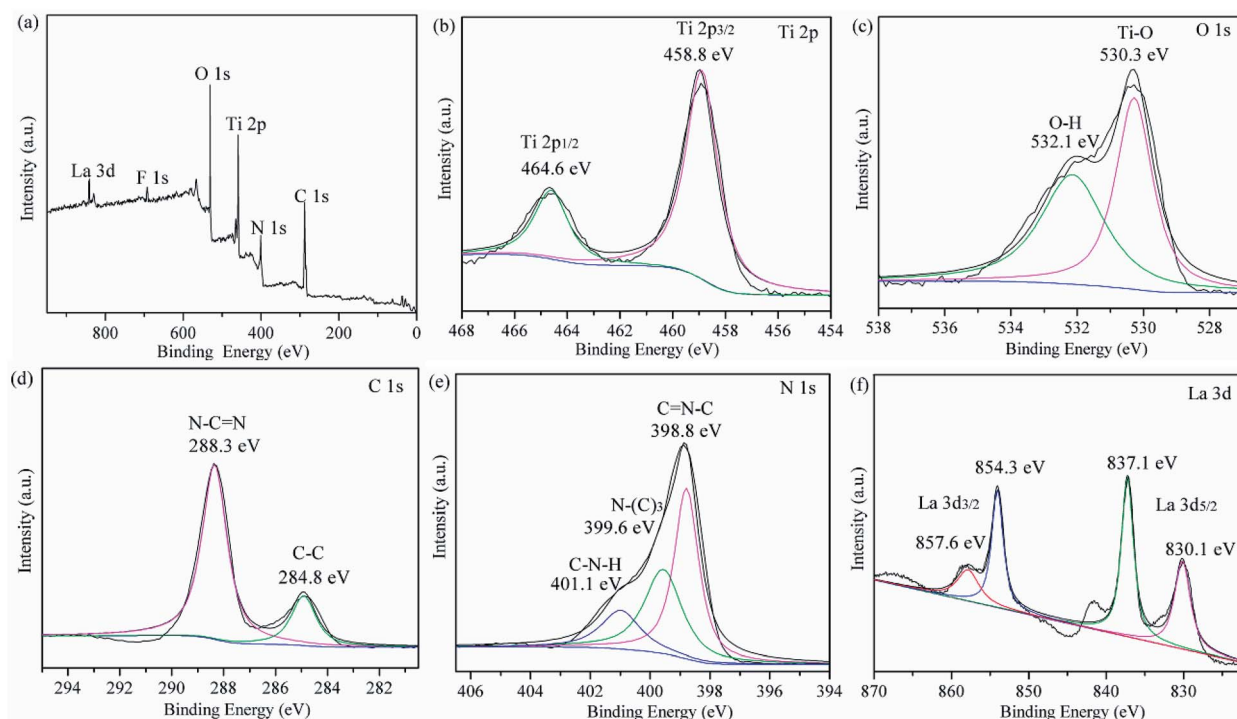 (a)
O 1s
Ti 2p
La 3d
F 1s
C 1s
N 1s
Intensity (a.u.)
800 600 400 200 0
Binding Energy (eV)
(b)
Ti 2p3/2
458.8 eV
Ti 2p
Ti 2p1/2
464.6 eV
Intensity (a.u.)
468 466 464 462 460 458 456 454
Binding Energy (eV)
(c)
Ti-O
530.3 eV
O 1s
O-H
532.1 eV
Intensity (a.u.)
538 536 534 532 530 528
Binding Energy (eV)
(d)
C 1s
N-C=N
288.3 eV
C-C
284.8 eV
Intensity (a.u.)
294 292 290 288 286 284 282
Binding Energy (eV)
(e)
N 1s
C=N-C
398.8 eV
N-(C)3
399.6 eV
C-N-H
401.1 eV
Intensity (a.u.)
406 404 402 400 398 396 394
Binding Energy (eV)
(f)
La 3d
854.3 eV
837.1 eV
La 3d3/2
La 3d5/2
857.6 eV
830.1 eV
Intensity (a.u.)
870 860 850 840 830
Binding Energy (eV)